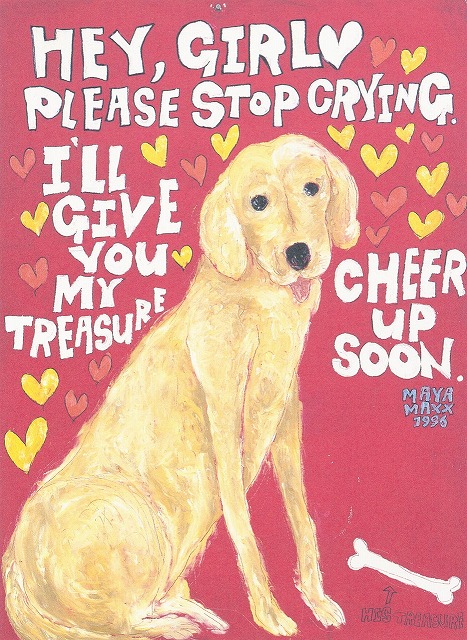 HEY, GIRL♡
PLEASE STOP CRYING.
I'LL
GIVE
YOU
MY
TREASURE
CHEER
UP
SOON.
MAYA
MAXX
1996
↑
HIS TREASURE